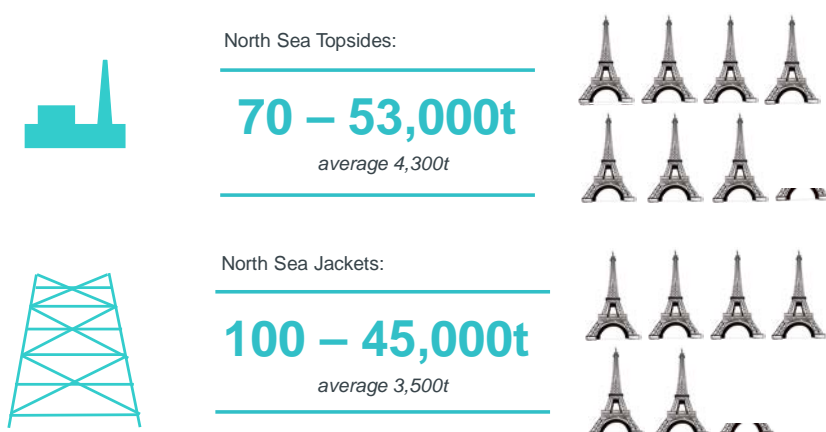 North Sea Topsides:
70 – 53,000t
average 4,300t
North Sea Jackets:
100 – 45,000t
average 3,500t